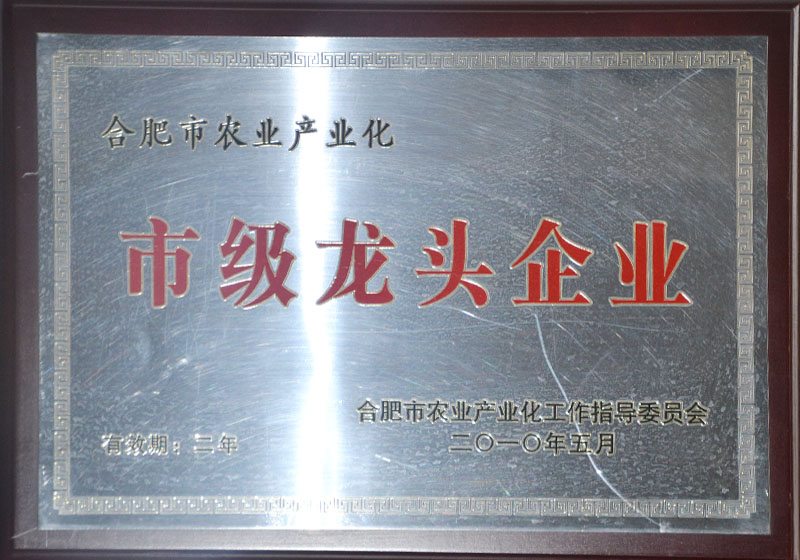 合肥市农业产业化
市级龙头企业
合肥市农业产业化工作指导委员会
有效期：二年
二〇一〇年五月